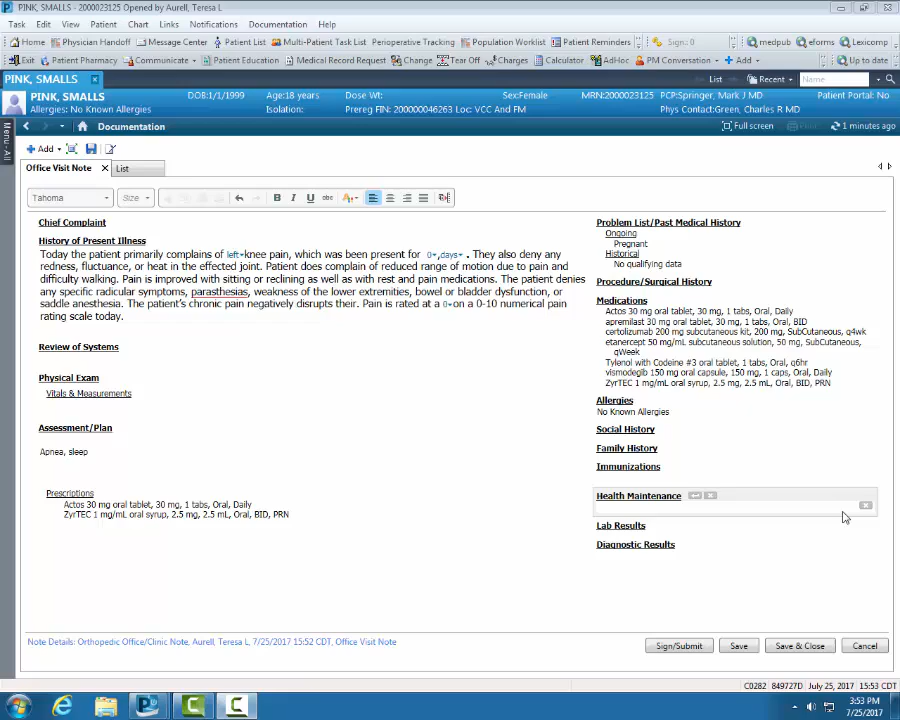 PINK, SMALLS - 2000023125 Opened by Aurell, Teresa L
Task Edit View Patient Chart Links Notifications Documentation Help
Home Physician Handoff Message Center Patient List Multi-Patient Task List Perioperative Tracking Population Worklist Patient Reminders Sign: 0 medpub eforms Lexicomp
Exit Patient Pharmacy Communicate Patient Education Medical Record Request Change Tear Off Charges Calculator AdHoc PM Conversation Add Up to date
PINK, SMALLS List Recent Name
PINK, SMALLS DOB:1/1/1999 Age:18 years Dose Wt: Sex:Female MRN:2000023125 PCP:Springer, Mark J MD Patient Portal: No
Allergies: No Known Allergies Isolation: Prereg FIN: 200000046263 Loc: VCC And FM Phys Contact:Green, Charles R MD
Menu - All
Documentation Full screen 1 minutes ago
Add
Office Visit Note List
Tahoma Size B I U abc A
Chief Complaint
History of Present Illness
Today the patient primarily complains of left knee pain, which was been present for 0 , days . They also deny any
redness, fluctuance, or heat in the effected joint. Patient does complain of reduced range of motion due to pain and
difficulty walking. Pain is improved with sitting or reclining as well as with rest and pain medications. The patient denies
any specific radicular symptoms, parasthesias, weakness of the lower extremities, bowel or bladder dysfunction, or
saddle anesthesia. The patient's chronic pain negatively disrupts their. Pain is rated at a 0 on a 0-10 numerical pain
rating scale today.
Review of Systems
Physical Exam
Vitals & Measurements
Assessment/Plan
Apnea, sleep
Prescriptions
Actos 30 mg oral tablet, 30 mg, 1 tabs, Oral, Daily
ZyrTEC 1 mg/mL oral syrup, 2.5 mg, 2.5 mL, Oral, BID, PRN
Problem List/Past Medical History
Ongoing
Pregnant
Historical
No qualifying data
Procedure/Surgical History
Medications
Actos 30 mg oral tablet, 30 mg, 1 tabs, Oral, Daily
apremilast 30 mg oral tablet, 30 mg, 1 tabs, Oral, BID
certolizumab 200 mg subcutaneous kit, 200 mg, SubCutaneous, q4wk
etanercept 50 mg/mL subcutaneous solution, 50 mg, SubCutaneous,
qWeek
Tylenol with Codeine #3 oral tablet, 1 tabs, Oral, q6hr
vismodegib 150 mg oral capsule, 150 mg, 1 caps, Oral, Daily
ZyrTEC 1 mg/mL oral syrup, 2.5 mg, 2.5 mL, Oral, BID, PRN
Allergies
No Known Allergies
Social History
Family History
Immunizations
Health Maintenance
Lab Results
Diagnostic Results
Note Details: Orthopedic Office/Clinic Note, Aurell, Teresa L, 7/25/2017 15:52 CDT, Office Visit Note
Sign/Submit Save Save & Close Cancel
C0282 849727D July 25, 2017 15:53 CDT
3:53 PM
7/25/2017